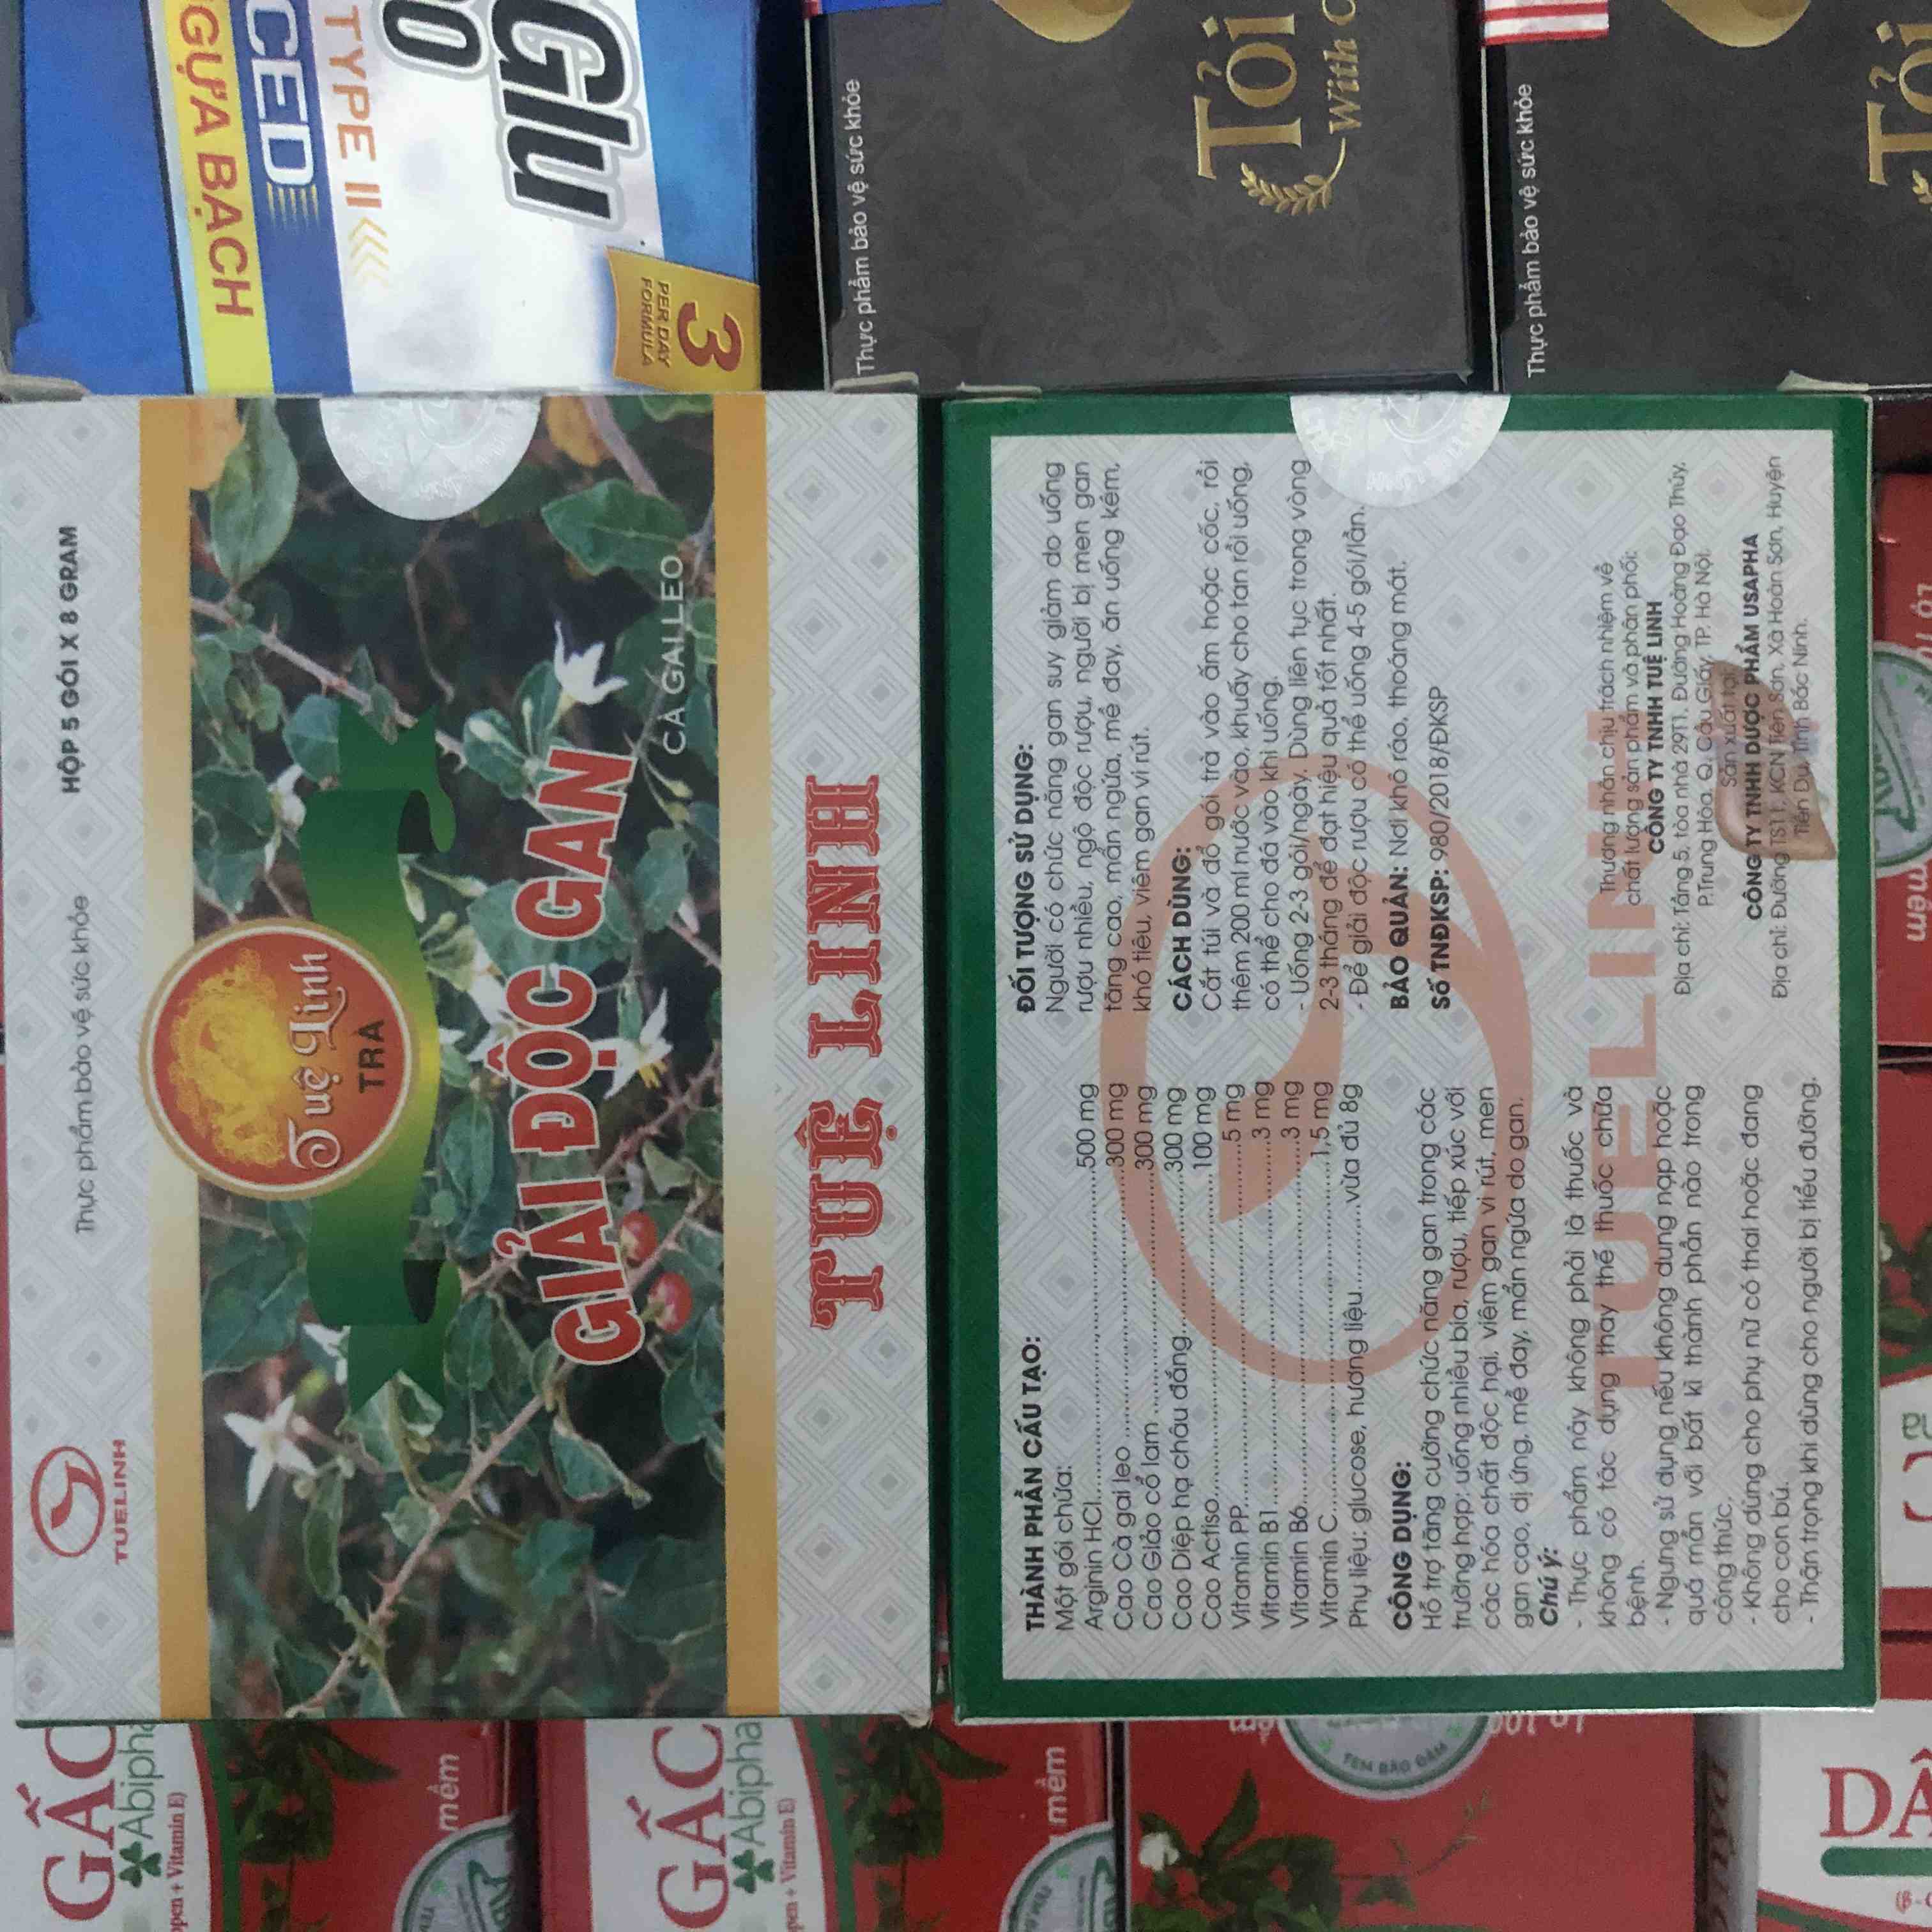 TUELINH
Thực phẩm bảo vệ sức khỏe
HỘP 5 GÓI X 8 GRAM
Tuệ Linh
TRÀ
GIẢI ĐỘC GAN
CÀ GAI LEO
TUỆ LINH
THÀNH PHẦN CẤU TẠO:
Một gói chứa:
Arginin HCl..........500 mg
Cao Cà gai leo..........300 mg
Cao Giảo cổ lam..........300 mg
Cao Diệp hạ châu đắng..........300 mg
Cao Actiso..........100 mg
Vitamin PP..........5 mg
Vitamin B1..........3 mg
Vitamin B6..........3 mg
Vitamin C..........1,5 mg
Phụ liệu: glucose, hương liệu..........vừa đủ 8g
CÔNG DỤNG:
Hỗ trợ tăng cường chức năng gan trong các
trường hợp: uống nhiều bia, rượu, tiếp xúc với
các hóa chất độc hại, viêm gan vi rút, men
gan cao, dị ứng, mề đay, mẩn ngứa do gan.
Chú ý:
- Thực phẩm này không phải là thuốc và
không có tác dụng thay thế thuốc chữa
bệnh.
- Ngưng sử dụng nếu không dung nạp hoặc
quá mẫn với bất kì thành phần nào trong
công thức.
- Không dùng cho phụ nữ có thai hoặc đang
cho con bú.
- Thận trọng khi dùng cho người bị tiểu đường.
ĐỐI TƯỢNG SỬ DỤNG:
Người có chức năng gan suy giảm do uống
rượu nhiều, ngộ độc rượu, người bị men gan
tăng cao, mẩn ngứa, mề đay, ăn uống kém,
khó tiêu, viêm gan vi rút.
CÁCH DÙNG:
Cắt túi và đổ gói trà vào ấm hoặc cốc, rồi
thêm 200 ml nước vào, khuấy cho tan rồi uống,
có thể cho đá vào khi uống.
- Uống 2-3 gói/ngày. Dùng liên tục trong vòng
2-3 tháng để đạt hiệu quả tốt nhất.
- Để giải độc rượu có thể uống 4-5 gói/lần.
BẢO QUẢN: Nơi khô ráo, thoáng mát.
Số TNĐKSP: 980/2018/ĐKSP
Thương nhân chịu trách nhiệm về
chất lượng sản phẩm và phân phối:
CÔNG TY TNHH TUỆ LINH
Địa chỉ: Tầng 5, tòa nhà 29T1, Đường Hoàng Đạo Thúy,
P.Trung Hòa, Q. Cầu Giấy, TP. Hà Nội.
Sản xuất tại
CÔNG TY TNHH DƯỢC PHẨM USAPHA
Địa chỉ: Đường TS11, KCN Tiên Sơn, Xã Hoàn Sơn, Huyện
Tiên Du, Tỉnh Bắc Ninh.
TUELINH
GLU
TYPE II
CED
GỰA BẠCH
3
PER DAY
FORMULA
Thực phẩm bảo vệ sức khỏe
Tỏi
With
Thực phẩm bảo vệ sức khỏe
Tỏi
GẤC
Abipha
+ Vitamin E)
mềm
GẤC
Abipha
+ Vitamin E)
mềm
TEM BẢO ĐẢM
mềm